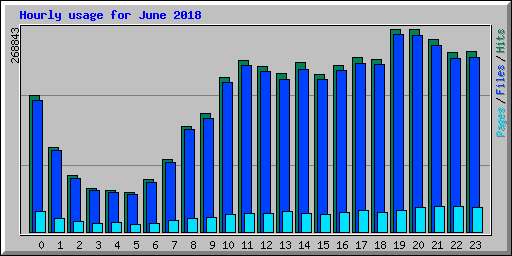 Hourly usage for June 2018
268843
Pages/Files/Hits
0 1 2 3 4 5 6 7 8 9 10 11 12 13 14 15 16 17 18 19 20 21 22 23